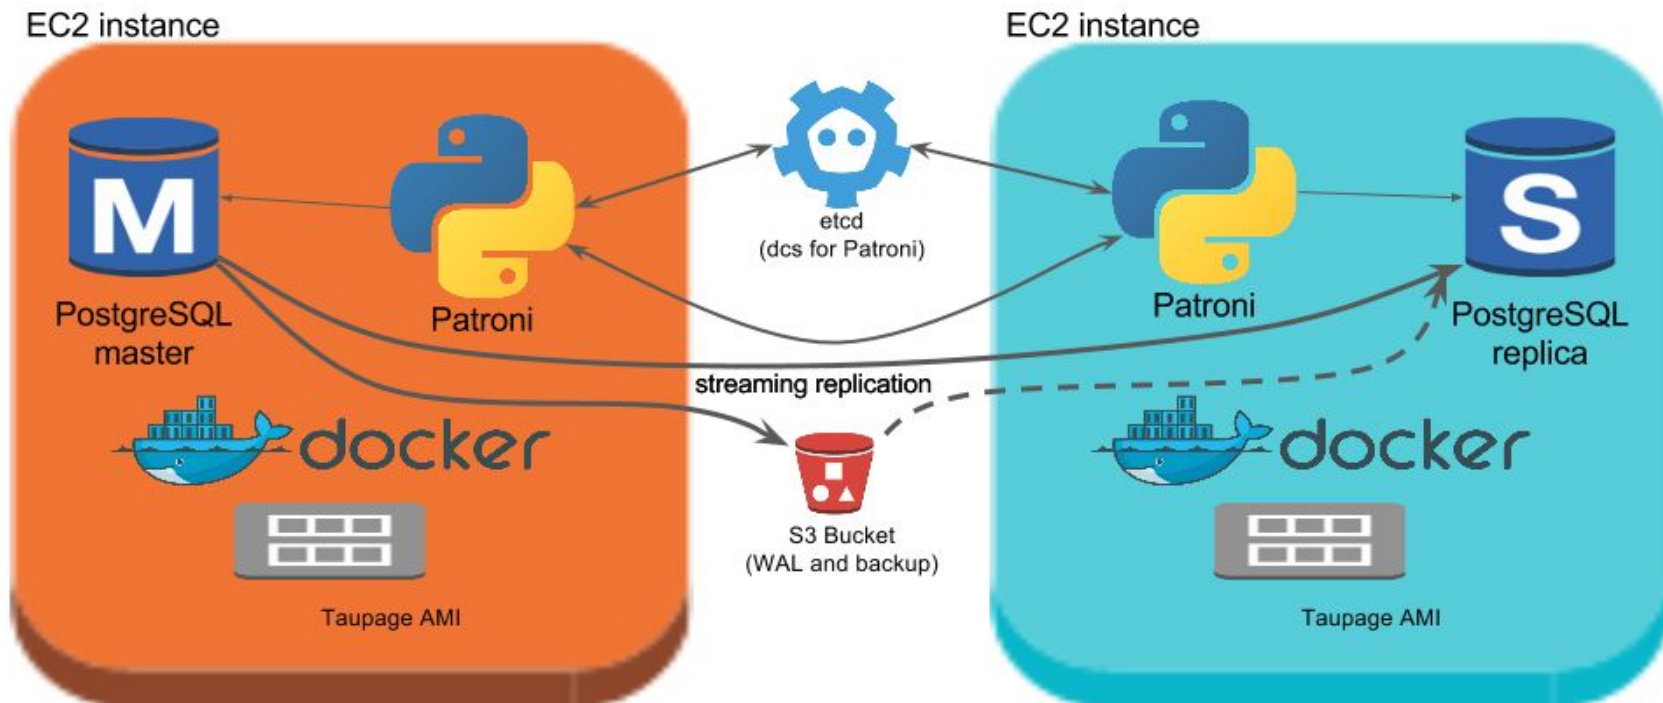 EC2 instance
EC2 instance
M
S
etcd
(dcs for Patroni)
PostgreSQL
master
Patroni
Patroni
PostgreSQL
replica
streaming replication
docker
docker
S3 Bucket
(WAL and backup)
Taupage AMI
Taupage AMI